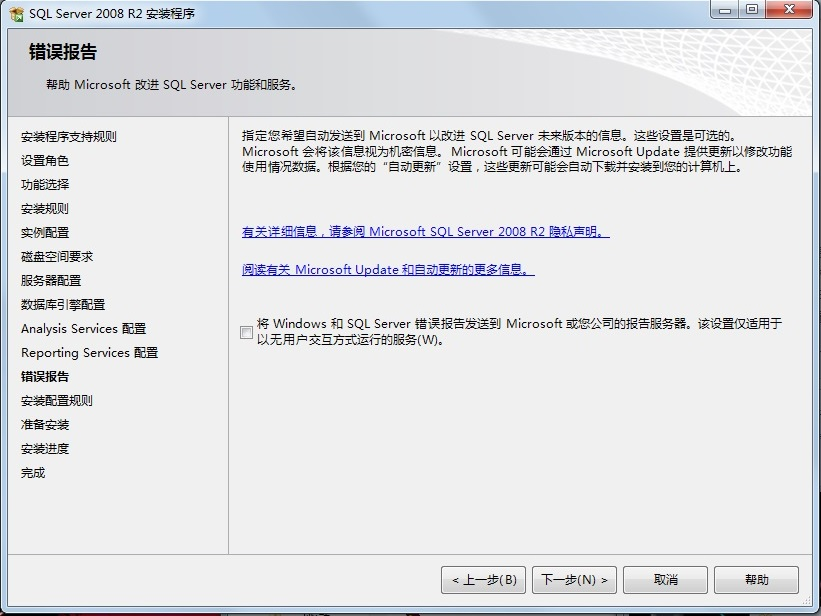 SQL Server 2008 R2 安装程序
错误报告
帮助 Microsoft 改进 SQL Server 功能和服务。
安装程序支持规则
设置角色
功能选择
安装规则
实例配置
磁盘空间要求
服务器配置
数据库引擎配置
Analysis Services 配置
Reporting Services 配置
错误报告
安装配置规则
准备安装
安装进度
完成
指定您希望自动发送到 Microsoft 以改进 SQL Server 未来版本的信息。这些设置是可选的。
Microsoft 会将该信息视为机密信息。 Microsoft 可能会通过 Microsoft Update 提供更新以修改功能
使用情况数据。根据您的“自动更新”设置，这些更新可能会自动下载并安装到您的计算机上。
有关详细信息，请参阅 Microsoft SQL Server 2008 R2 隐私声明。
阅读有关 Microsoft Update 和自动更新的更多信息。
将 Windows 和 SQL Server 错误报告发送到 Microsoft 或您公司的报告服务器。该设置仅适用于
以无用户交互方式运行的服务(W)。
< 上一步(B) 下一步(N) > 取消 帮助